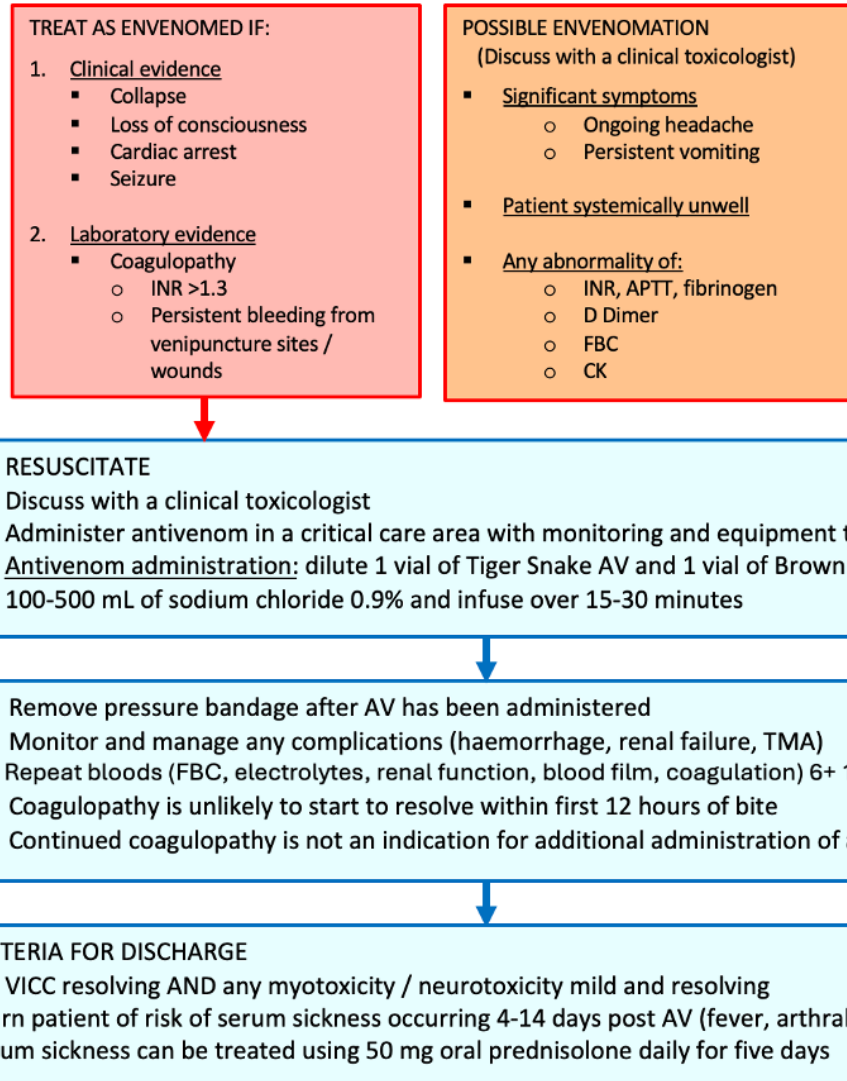 TREAT AS ENVENOMED IF:
1. Clinical evidence
▪ Collapse
▪ Loss of consciousness
▪ Cardiac arrest
▪ Seizure
2. Laboratory evidence
▪ Coagulopathy
o INR >1.3
o Persistent bleeding from
venipuncture sites /
wounds
POSSIBLE ENVENOMATION
(Discuss with a clinical toxicologist)
▪ Significant symptoms
o Ongoing headache
o Persistent vomiting
▪ Patient systemically unwell
▪ Any abnormality of:
o INR, APTT, fibrinogen
o D Dimer
o FBC
o CK
RESUSCITATE
Discuss with a clinical toxicologist
Administer antivenom in a critical care area with monitoring and equipment
Antivenom administration: dilute 1 vial of Tiger Snake AV and 1 vial of Brown
100-500 mL of sodium chloride 0.9% and infuse over 15-30 minutes
Remove pressure bandage after AV has been administered
Monitor and manage any complications (haemorrhage, renal failure, TMA)
Repeat bloods (FBC, electrolytes, renal function, blood film, coagulation) 6+
Coagulopathy is unlikely to start to resolve within first 12 hours of bite
Continued coagulopathy is not an indication for additional administration of
TERIA FOR DISCHARGE
VICC resolving AND any myotoxicity / neurotoxicity mild and resolving
rn patient of risk of serum sickness occurring 4-14 days post AV (fever, arthral
um sickness can be treated using 50 mg oral prednisolone daily for five days